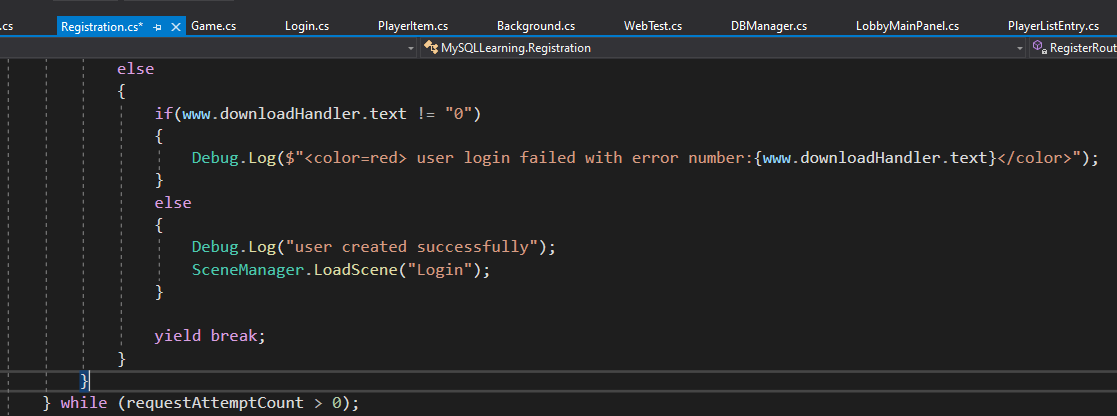 .cs Registration.cs* Game.cs Login.cs PlayerItem.cs Background.cs WebTest.cs DBManager.cs LobbyMainPanel.cs PlayerListEntry.cs
MySQLLearning.Registration RegisterRout
else
{
if(www.downloadHandler.text != "0")
{
Debug.Log($"<color=red> user login failed with error number:{www.downloadHandler.text}</color>");
}
else
{
Debug.Log("user created successfully");
SceneManager.LoadScene("Login");
}
yield break;
}
}
} while (requestAttemptCount > 0);